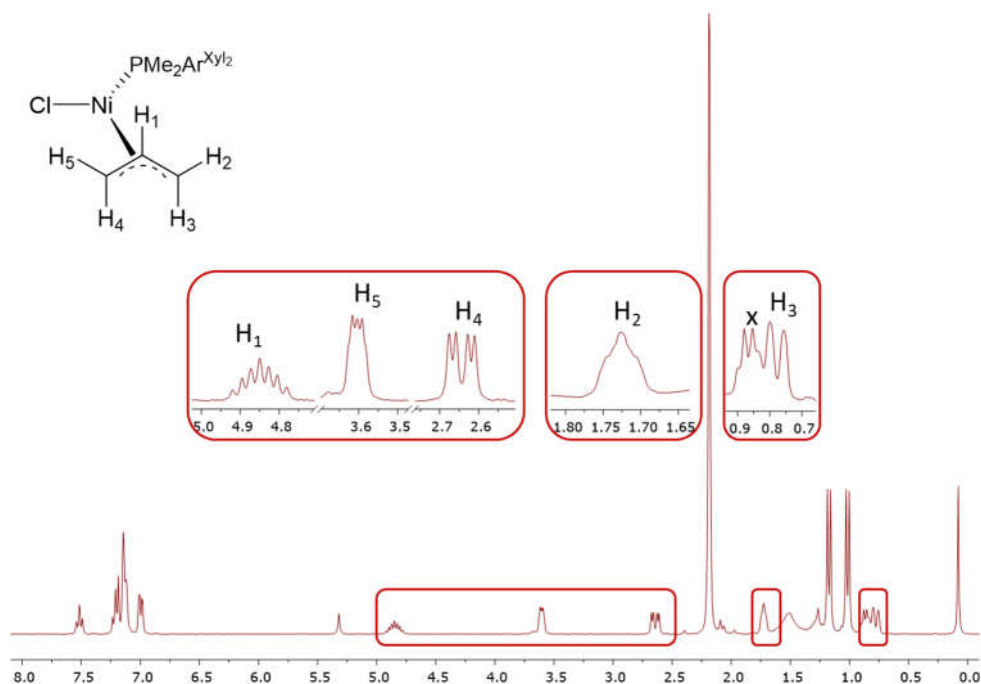 PMe₂Ar^Xyl₂
Cl Ni
H₁
H₅ H₂
H₄ H₃
H₁ H₅ H₄ H₂ x H₃
5.0 4.9 4.8 3.6 3.5 2.7 2.6 1.80 1.75 1.70 1.65 0.9 0.8 0.7
8.0 7.5 7.0 6.5 6.0 5.5 5.0 4.5 4.0 3.5 3.0 2.5 2.0 1.5 1.0 0.5 0.0